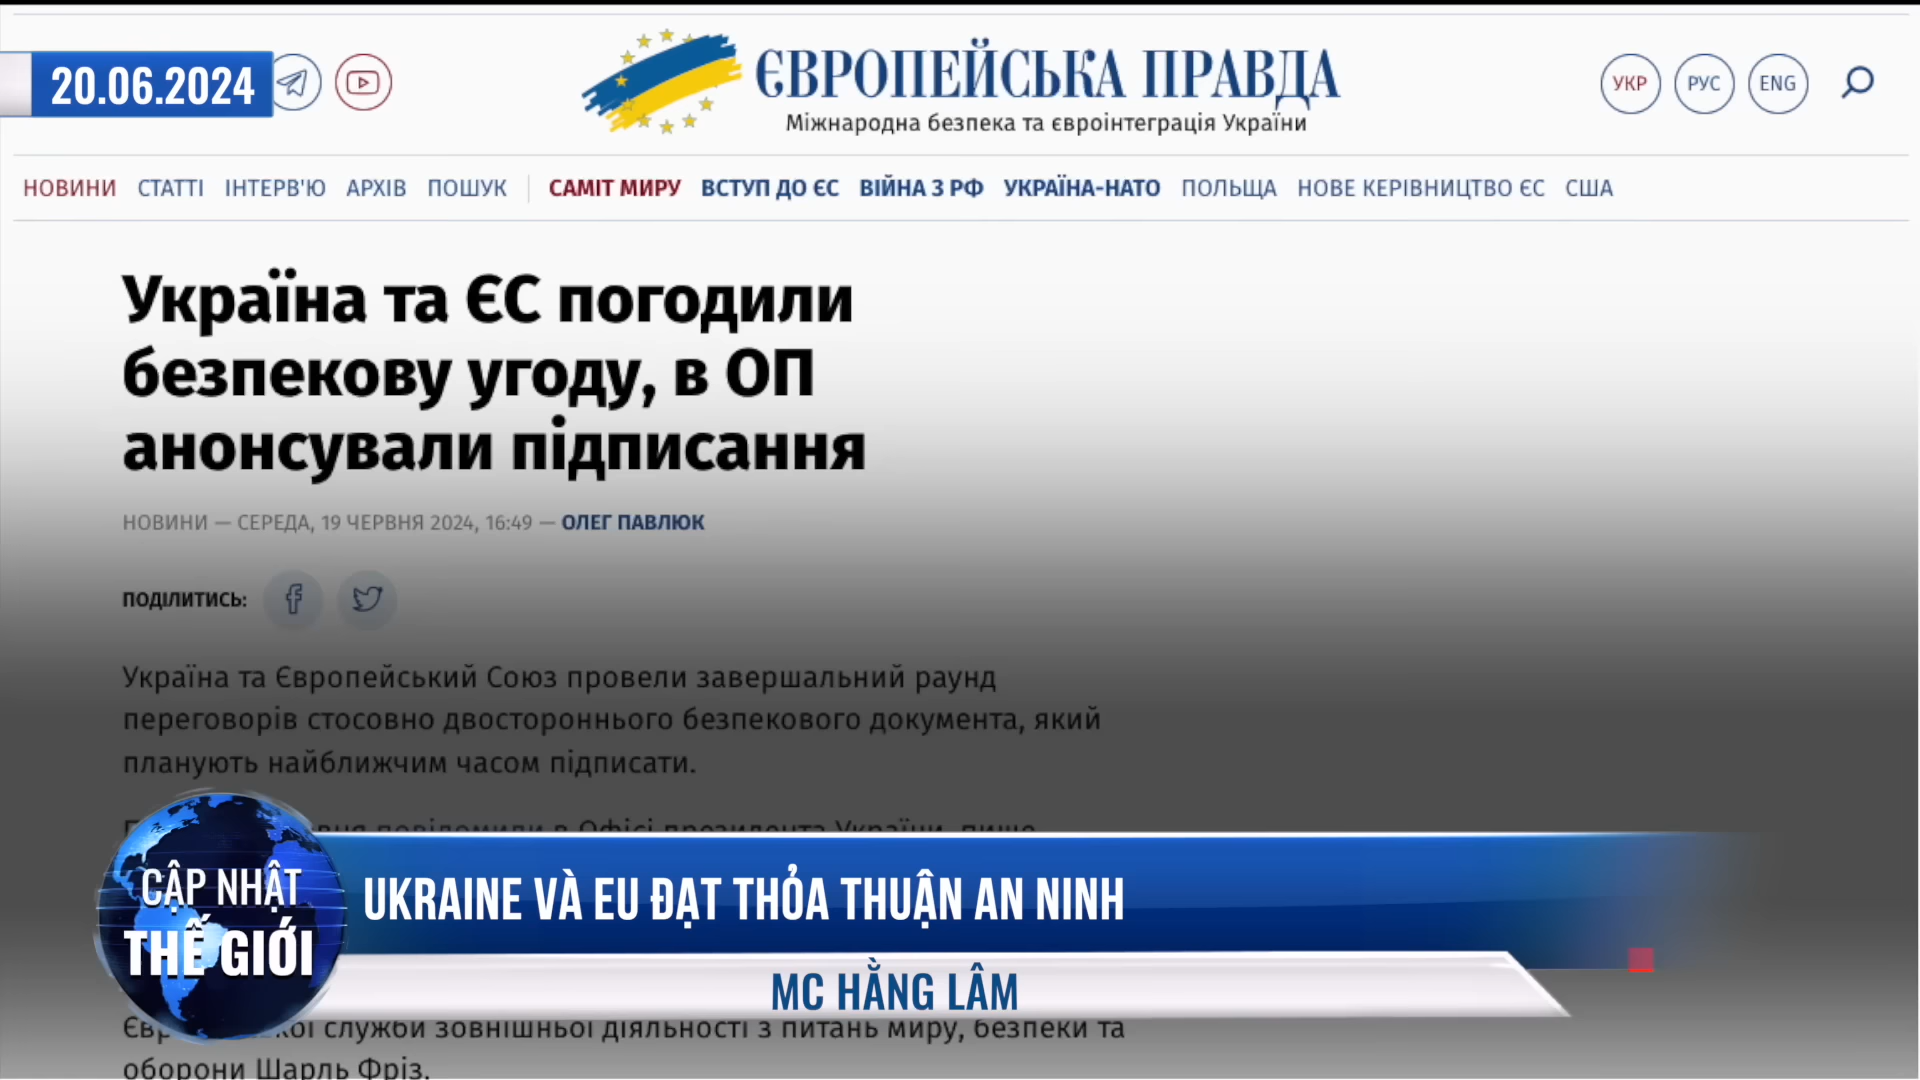 20.06.2024
ЄВРОПЕЙСЬКА ПРАВДА
Міжнародна безпека та євроінтеграція України
УКР РУС ENG
НОВИНИ СТАТТІ ІНТЕРВ'Ю АРХІВ ПОШУК САМІТ МИРУ ВСТУП ДО ЄС ВІЙНА З РФ УКРАЇНА-НАТО ПОЛЬЩА НОВЕ КЕРІВНИЦТВО ЄС США
Україна та ЄС погодили
безпекову угоду, в ОП
анонсували підписання
НОВИНИ — СЕРЕДА, 19 ЧЕРВНЯ 2024, 16:49 — ОЛЕГ ПАВЛЮК
ПОДІЛИТИСЬ:
Україна та Європейський Союз провели завершальний раунд
переговорів стосовно двостороннього безпекового документа, який
планують найближчим часом підписати.
повідомили в Офісі президента України, пише
CẬP NHẬT
THẾ GIỚI
UKRAINE VÀ EU ĐẠT THỎA THUẬN AN NINH
MC HẰNG LÂM
служби зовнішньої діяльності з питань миру, безпеки та
оборони Шарль Фріз.